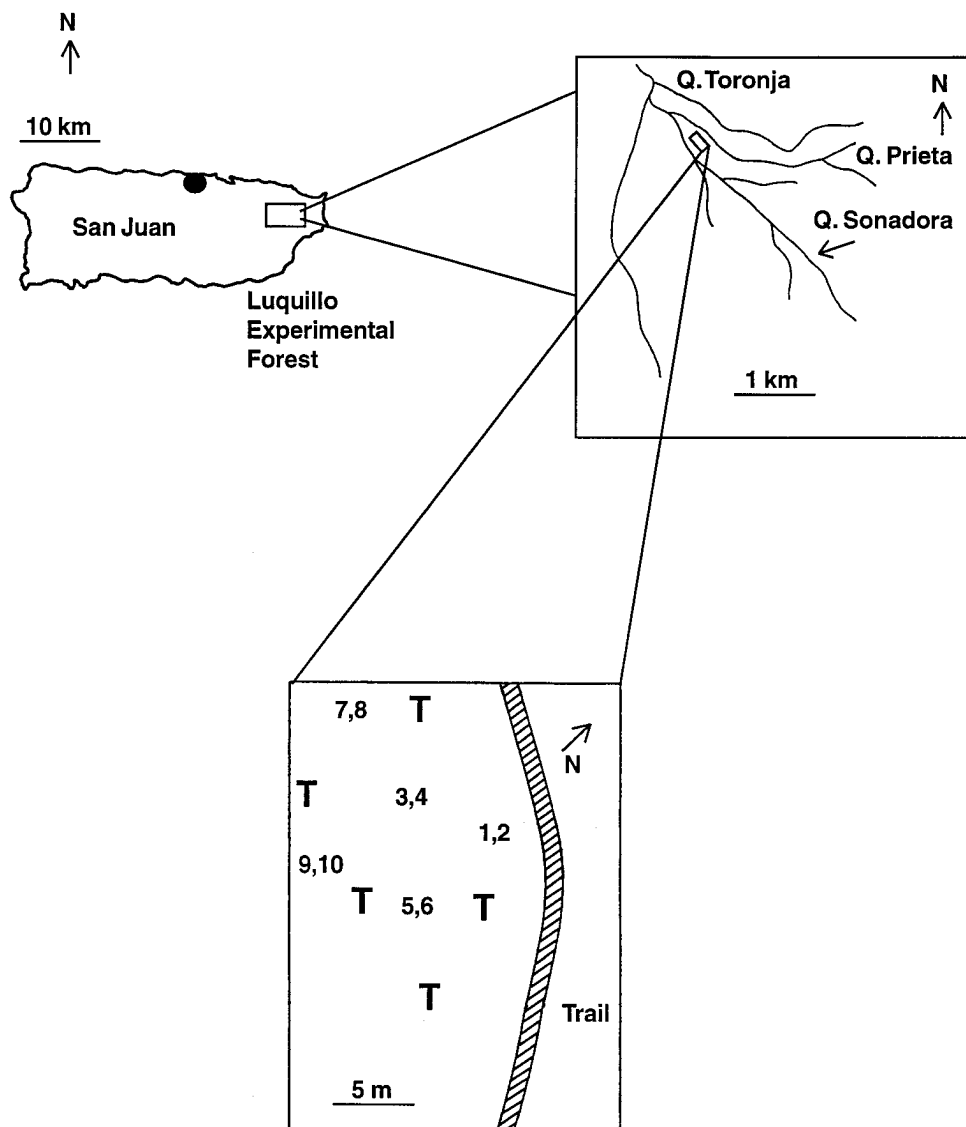 N
10 km
San Juan
Luquillo
Experimental
Forest
Q. Toronja
N
Q. Prieta
Q. Sonadora
1 km
7,8
T
N
T
3,4
1,2
9,10
T
5,6
T
T
Trail
5 m